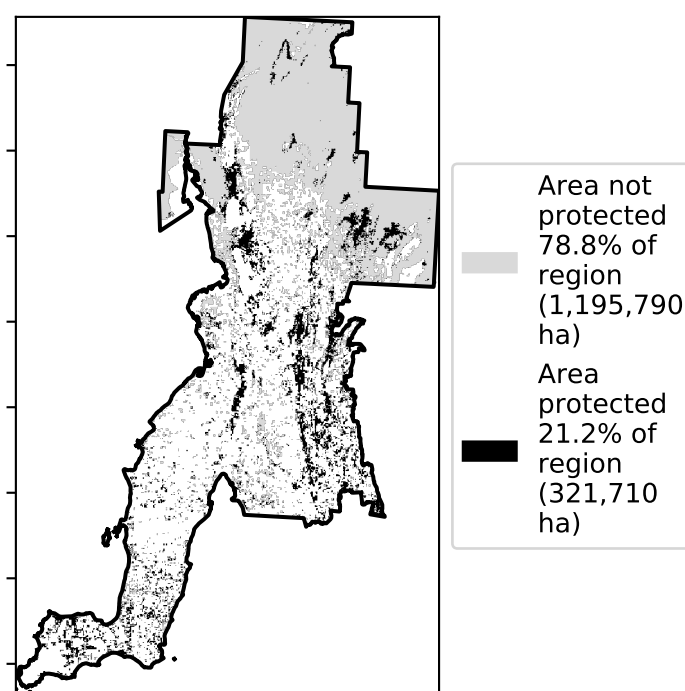 Area not
protected
78.8% of
region
(1,195,790
ha)
Area
protected
21.2% of
region
(321,710
ha)